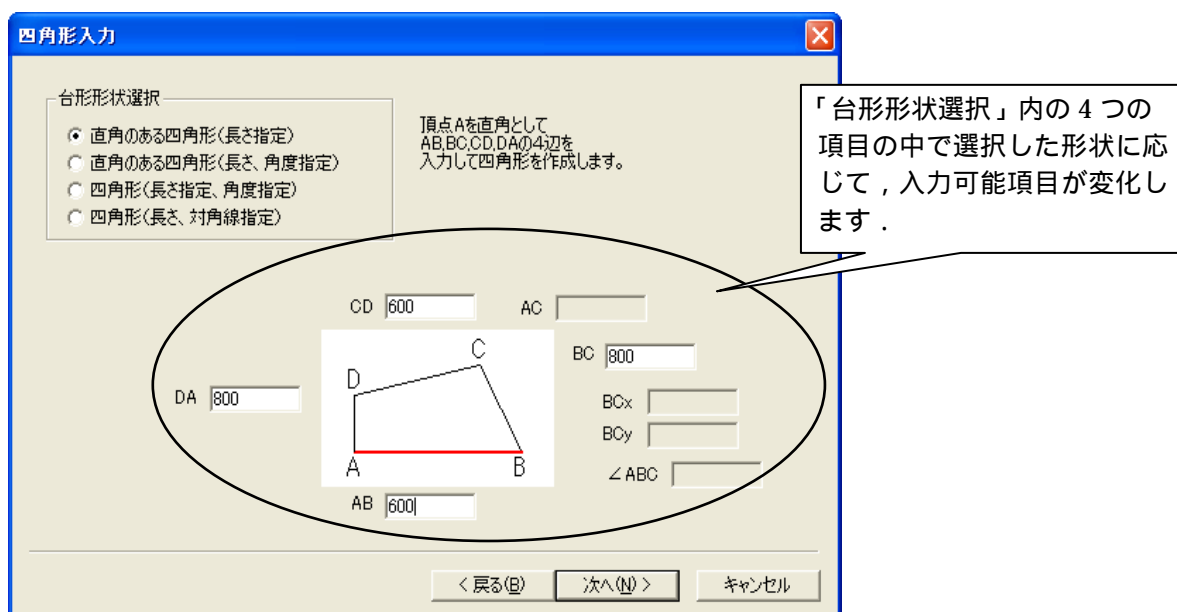 四角形入力
台形形状選択
直角のある四角形(長さ指定)
直角のある四角形(長さ、角度指定)
四角形(長さ指定、角度指定)
四角形(長さ、対角線指定)
頂点Aを直角として
AB,BC,CD,DAの4辺を
入力して四角形を作成します。
「台形形状選択」内の4つの
項目の中で選択した形状に応
じて，入力可能項目が変化し
ます．
CD 600 AC
C
BC 800
D
DA 800
BCx
BCy
A B
∠ABC
AB 600
< 戻る(B) 次へ(N) > キャンセル